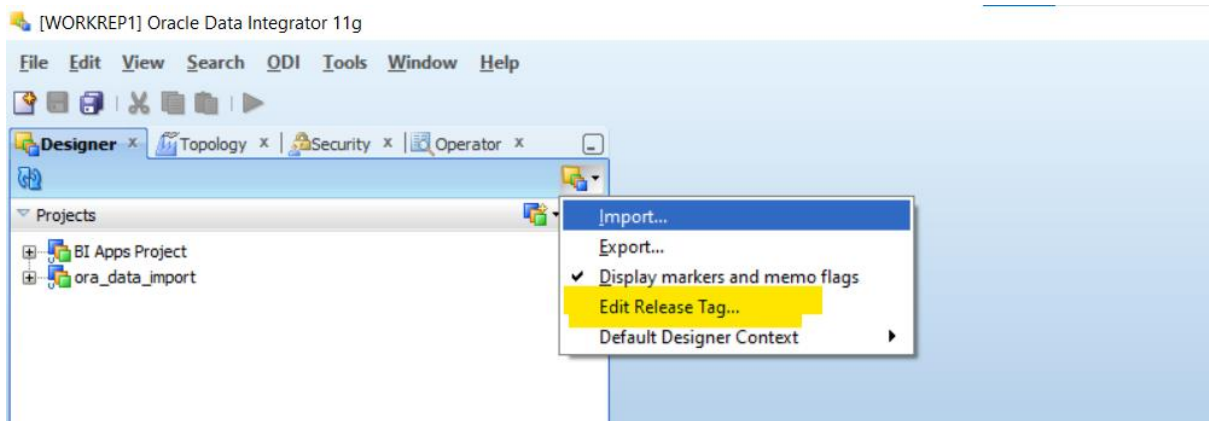 [WORKREP1] Oracle Data Integrator 11g
File Edit View Search ODI Tools Window Help
Designer x Topology x Security x Operator x
Projects
BI Apps Project
ora_data_import
Import...
Export...
Display markers and memo flags
Edit Release Tag...
Default Designer Context